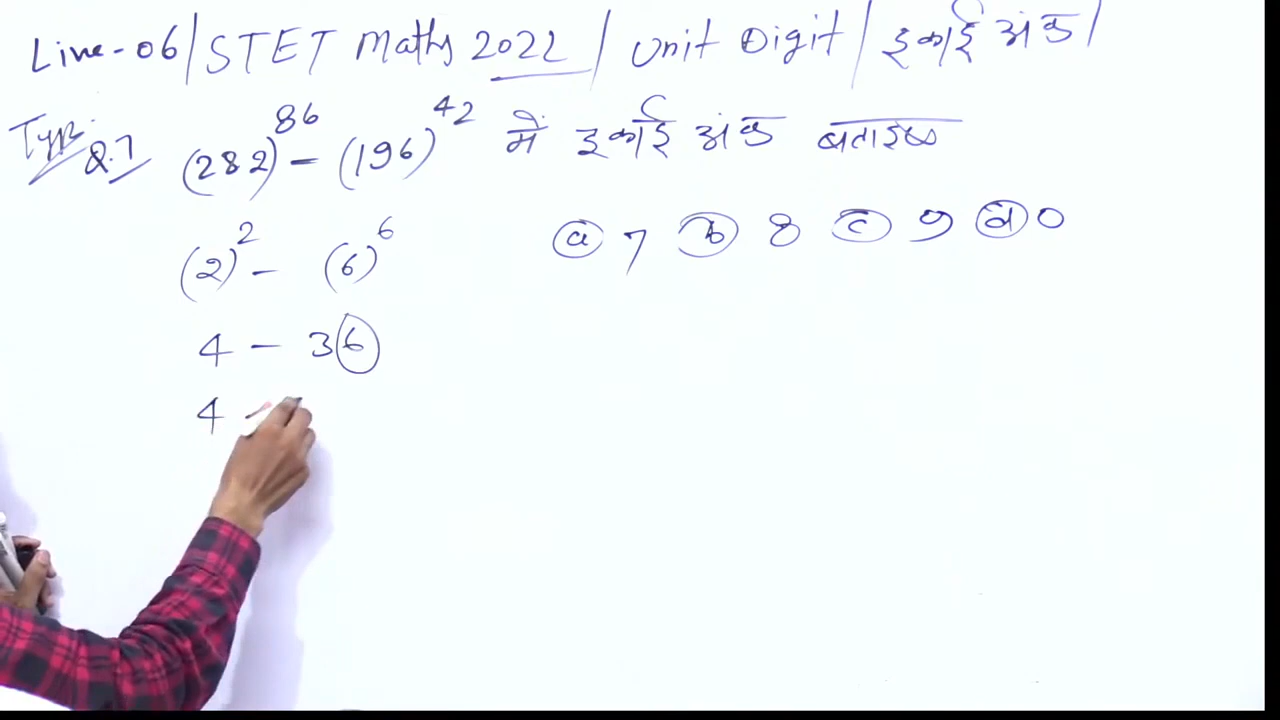 Live-06/STET Maths 2022/Unit Digit/इकाई अंक/
Type Q.7 (282)^86 - (196)^42 में इकाई अंक बताइए
(2)^2 - (6)^6 (a) 7 (b) 8 (c) 9 (d) 0
4 - 36
4 -